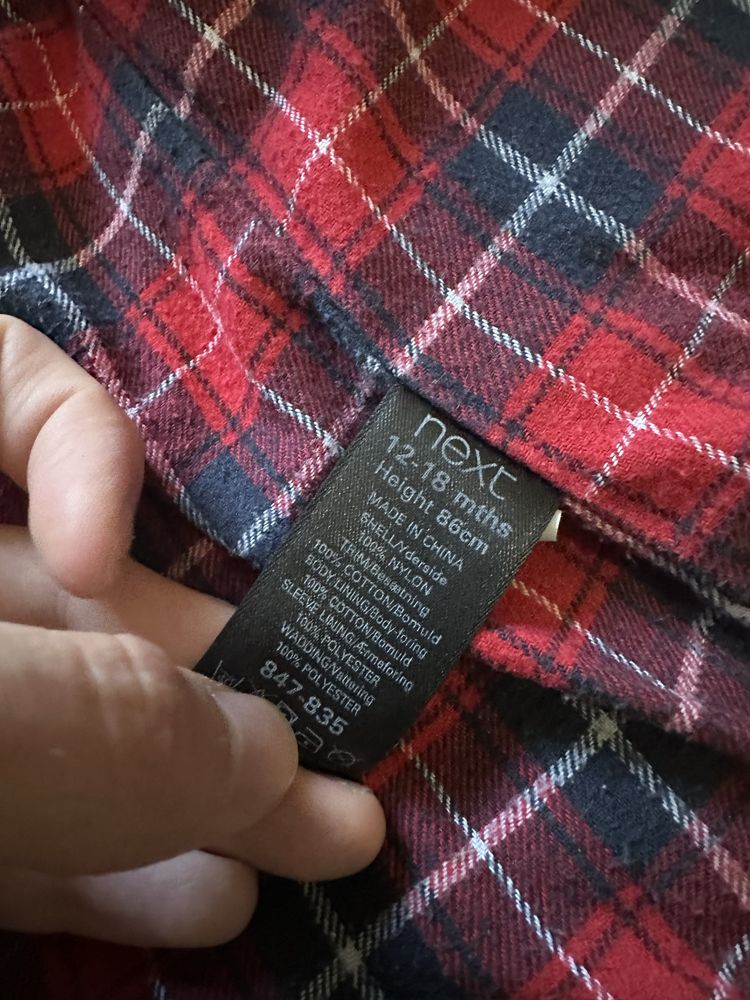 next
12-18 mths
Height 86cm
MADE IN CHINA
SHELL/Yderside
100% NYLON
TRIM/Besætning
100% COTTON/Bomuld
BODY LINING/Body-foring
100% COTTON/Bomuld
SLEEVE LINING/Ærmeforing
100% POLYESTER
WADDING/vattering
100% POLYESTER
847-835